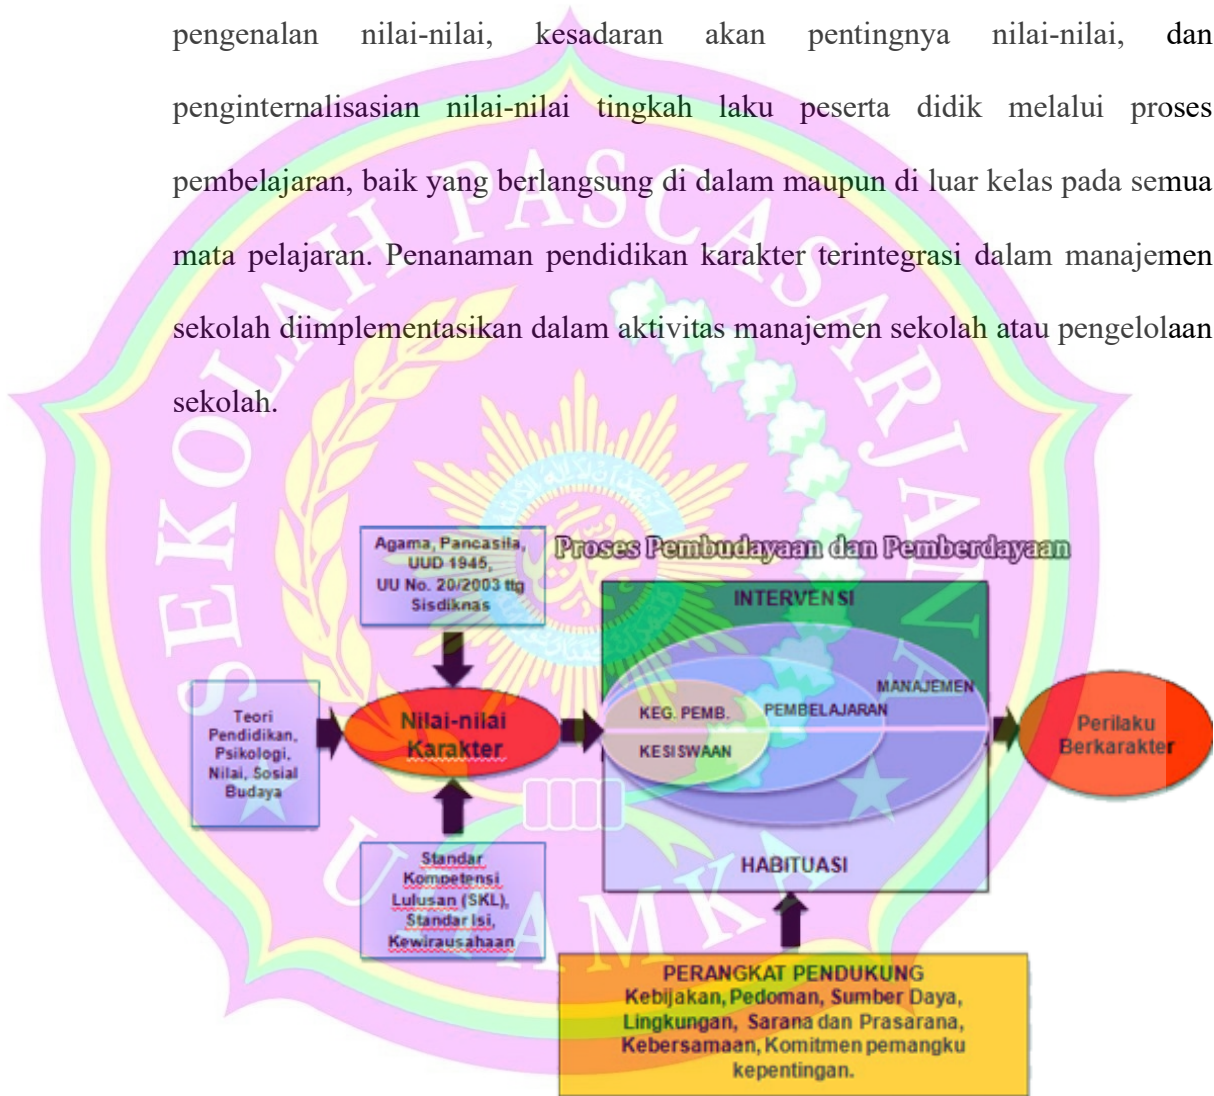 pengenalan nilai-nilai, kesadaran akan pentingnya nilai-nilai, dan
penginternalisasian nilai-nilai tingkah laku peserta didik melalui proses
pembelajaran, baik yang berlangsung di dalam maupun di luar kelas pada semua
mata pelajaran. Penanaman pendidikan karakter terintegrasi dalam manajemen
sekolah diimplementasikan dalam aktivitas manajemen sekolah atau pengelolaan
sekolah.
SEKOLAH PASCASARJANA
UHAMKA
Agama, Pancasila,
UUD 1945,
UU No. 20/2003 ttg
Sisdiknas
Proses Pembudayaan dan Pemberdayaan
INTERVENSI
MANAJEMEN
PEMBELAJARAN
KEG. PEMB.
KESISWAAN
HABITUASI
Teori
Pendidikan,
Psikologi,
Nilai, Sosial
Budaya
Nilai-nilai
Karakter
Perilaku
Berkarakter
Standar
Kompetensi
Lulusan (SKL),
Standar Isi,
Kewirausahaan
PERANGKAT PENDUKUNG
Kebijakan, Pedoman, Sumber Daya,
Lingkungan, Sarana dan Prasarana,
Kebersamaan, Komitmen pemangku
kepentingan.